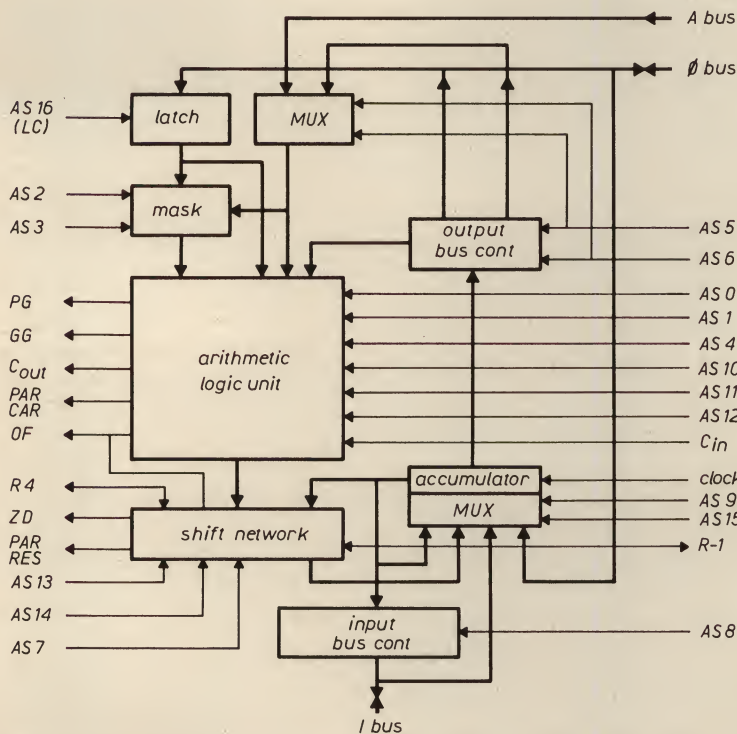 A bus
Ø bus
AS 16
(LC)
latch
MUX
AS 2
AS 3
mask
output
bus cont
AS 5
AS 6
PG
GG
Cout
PAR
CAR
OF
arithmetic
logic unit
AS 0
AS 1
AS 4
AS 10
AS 11
AS 12
Cin
R4
ZD
PAR
RES
shift network
accumulator
MUX
clock
AS 9
AS 15
R-1
AS 13
AS 14
AS 7
input
bus cont
AS 8
I bus